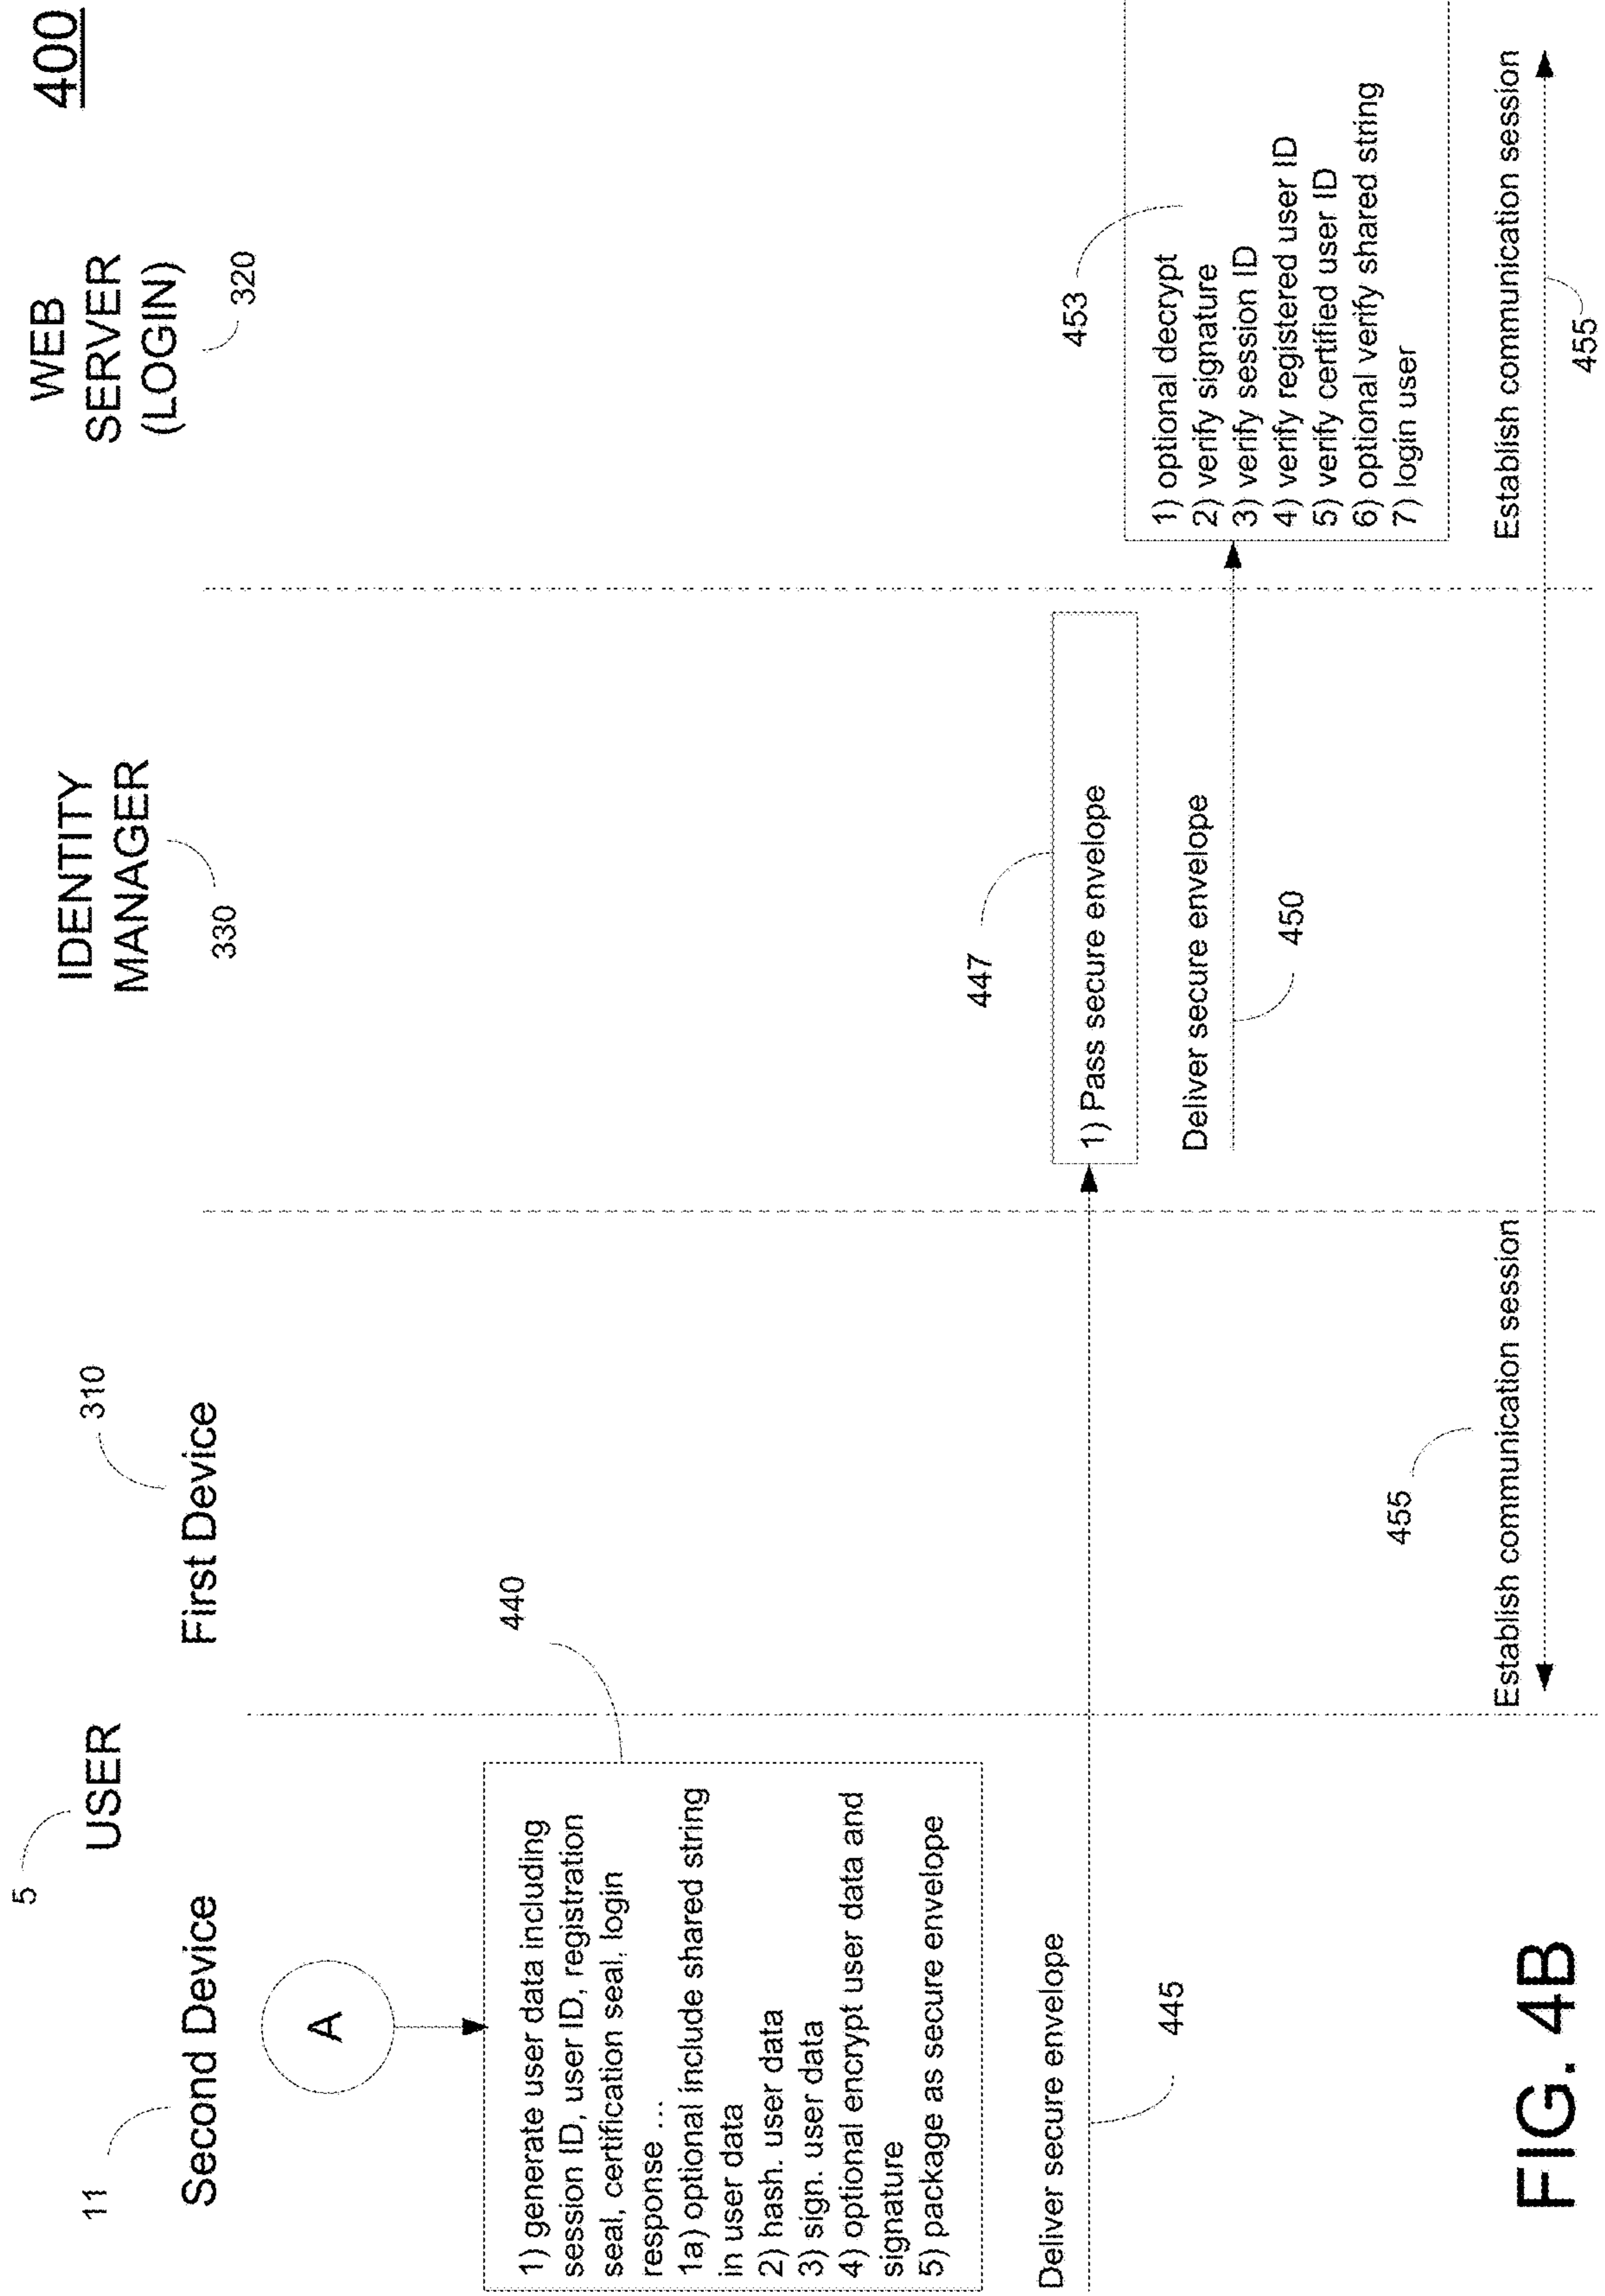 400
5
USER
11
Second Device
310
First Device
IDENTITY
MANAGER
330
WEB
SERVER
(LOGIN)
320
A
440
1) generate user data including
session ID, user ID, registration
seal, certification seal, login
response ...
1a) optional include shared string
in user data
2) hash. user data
3) sign. user data
4) optional encrypt user data and
signature
5) package as secure envelope
Deliver secure envelope
445
447
1) Pass secure envelope
Deliver secure envelope
450
453
1) optional decrypt
2) verify signature
3) verify session ID
4) verify registered user ID
5) verify certified user ID
6) optional verify shared string
7) login user
455
Establish communication session
Establish communication session
455
FIG. 4B